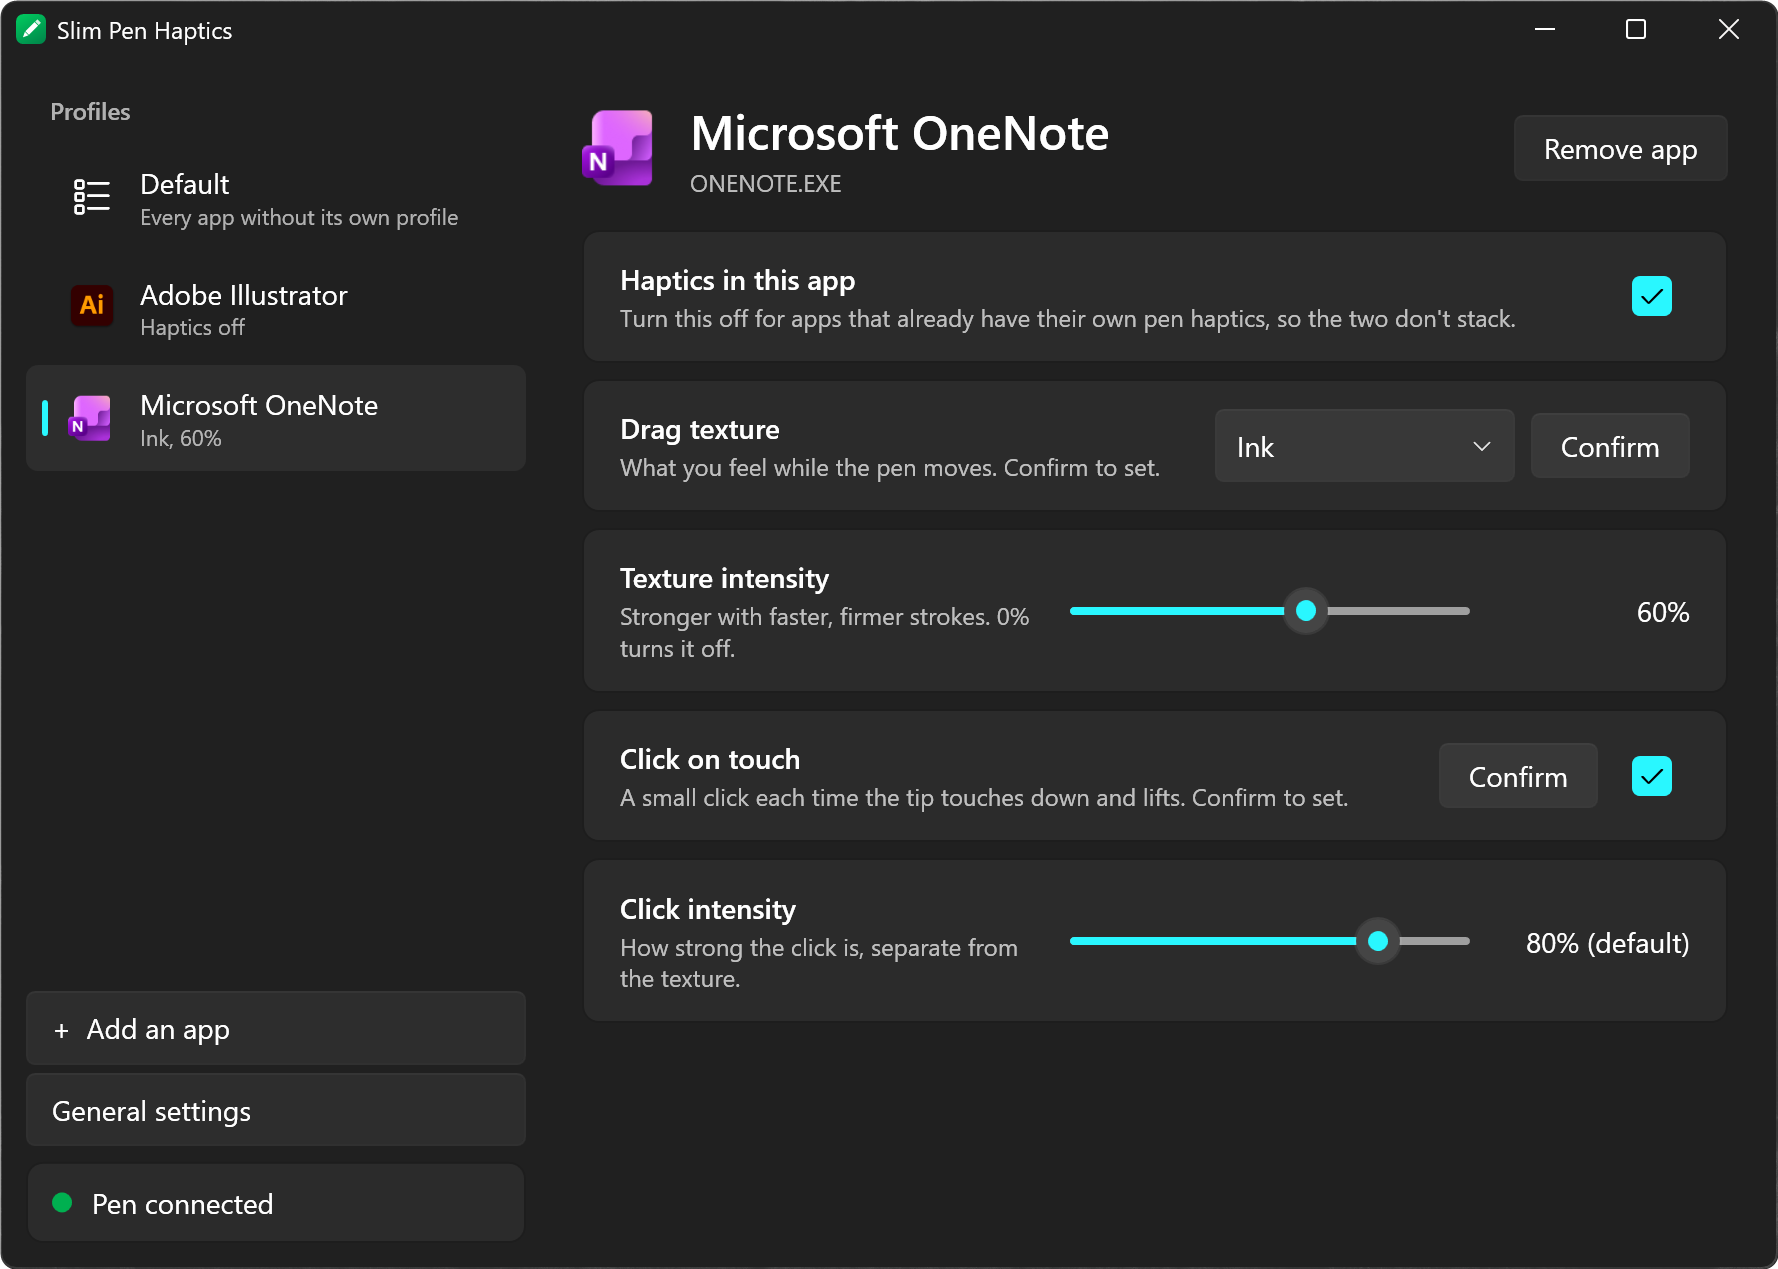 Slim Pen Haptics
Profiles
Default
Every app without its own profile
Ai
Adobe Illustrator
Haptics off
N
Microsoft OneNote
Ink, 60%
+ Add an app
General settings
Pen connected
N
Microsoft OneNote
ONENOTE.EXE
Remove app
Haptics in this app
Turn this off for apps that already have their own pen haptics, so the two don't stack.
Drag texture
What you feel while the pen moves. Confirm to set.
Ink
Confirm
Texture intensity
Stronger with faster, firmer strokes. 0%
turns it off.
60%
Click on touch
A small click each time the tip touches down and lifts. Confirm to set.
Confirm
Click intensity
How strong the click is, separate from
the texture.
80% (default)